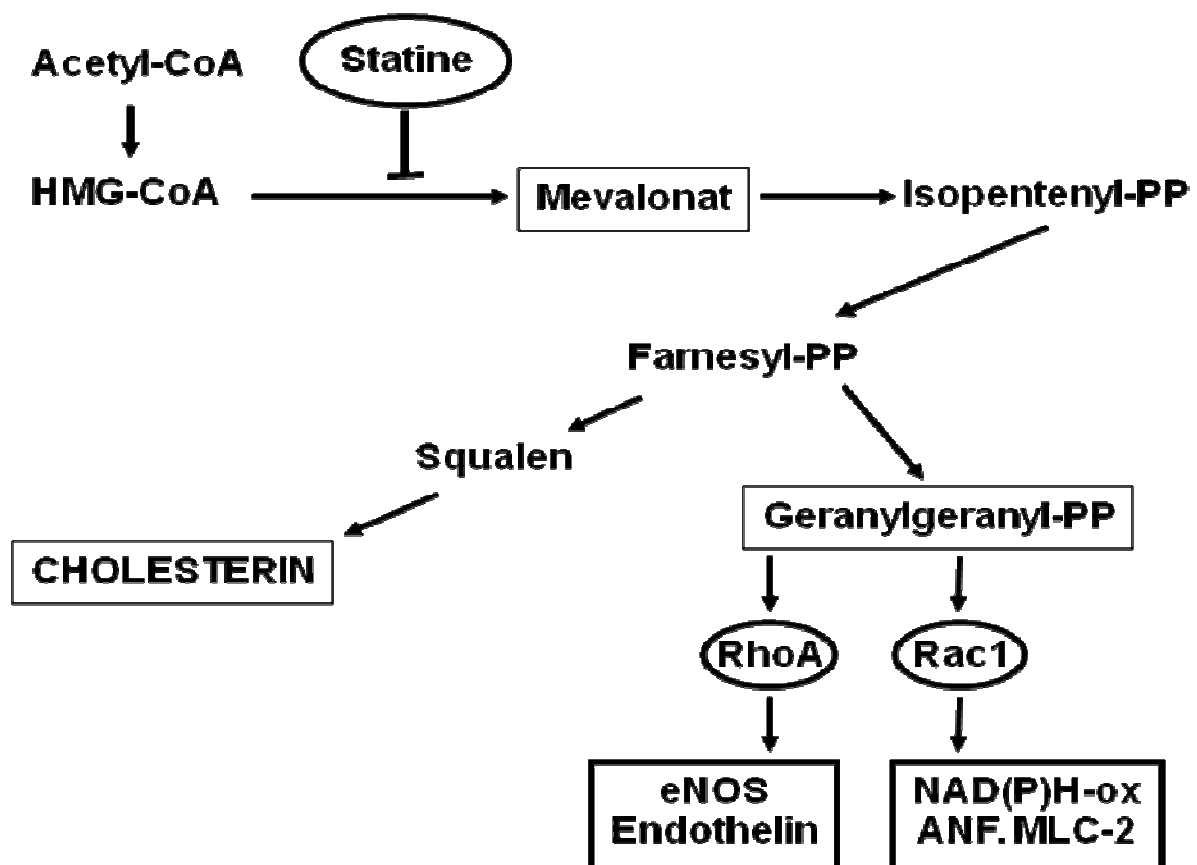 Acetyl-CoA
Statine
HMG-CoA
Mevalonat
Isopentenyl-PP
Farnesyl-PP
Squalen
Geranylgeranyl-PP
CHOLESTERIN
RhoA
Rac1
eNOS
Endothelin
NAD(P)H-ox
ANF. MLC-2